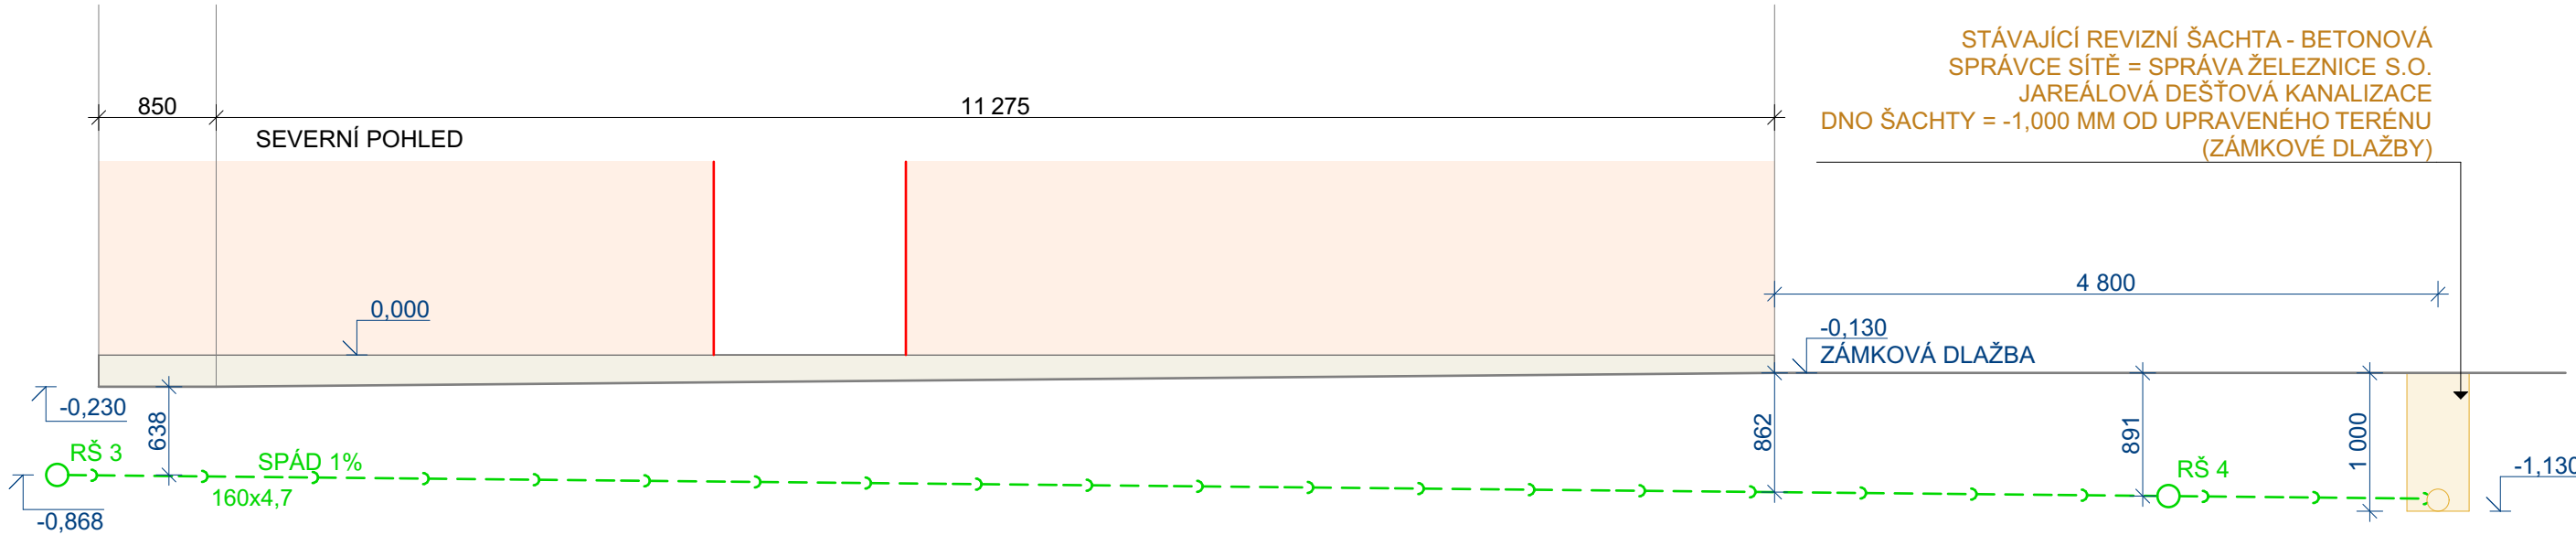 STÁVAJÍCÍ REVIZNÍ ŠACHTA - BETONOVÁ
SPRÁVCE SÍTĚ = SPRÁVA ŽELEZNICE S.O.
JAREÁLOVÁ DEŠŤOVÁ KANALIZACE
DNO ŠACHTY = -1,000 MM OD UPRAVENÉHO TERÉNU
(ZÁMKOVÉ DLAŽBY)
850
11 275
SEVERNÍ POHLED
4 800
0,000
-0,130
ZÁMKOVÁ DLAŽBA
-0,230
638
862
891
1 000
RŠ 3
SPÁD 1%
160x4,7
RŠ 4
-1,130
-0,868